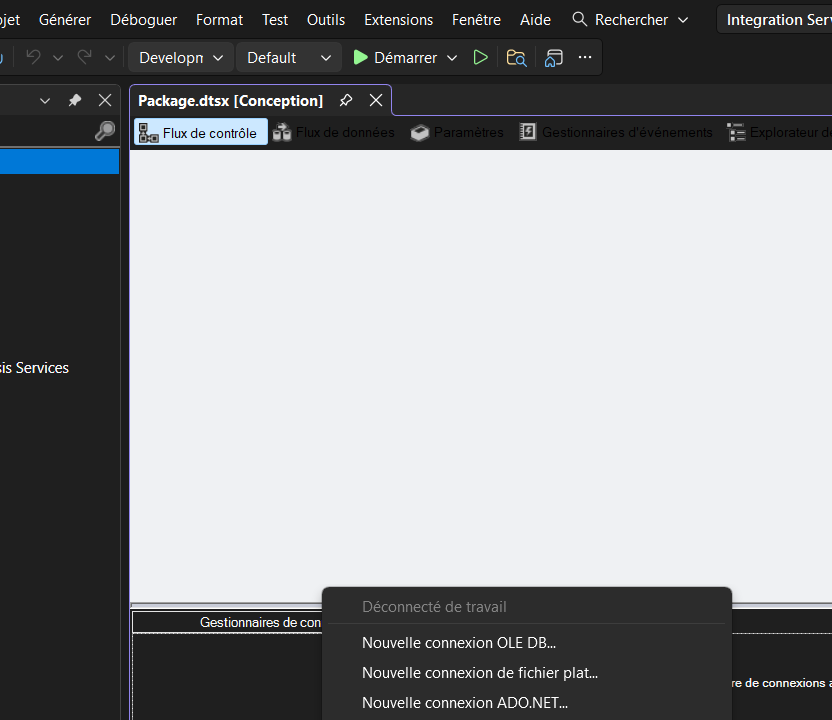 jet Générer Déboguer Format Test Outils Extensions Fenêtre Aide Rechercher Integration Serv
Developn Default Démarrer
Package.dtsx [Conception]
Flux de contrôle Flux de données Paramètres Gestionnaires d'événements Explorateur de
sis Services
Déconnecté de travail
Gestionnaires de con
Nouvelle connexion OLE DB...
Nouvelle connexion de fichier plat...
re de connexions a
Nouvelle connexion ADO.NET...